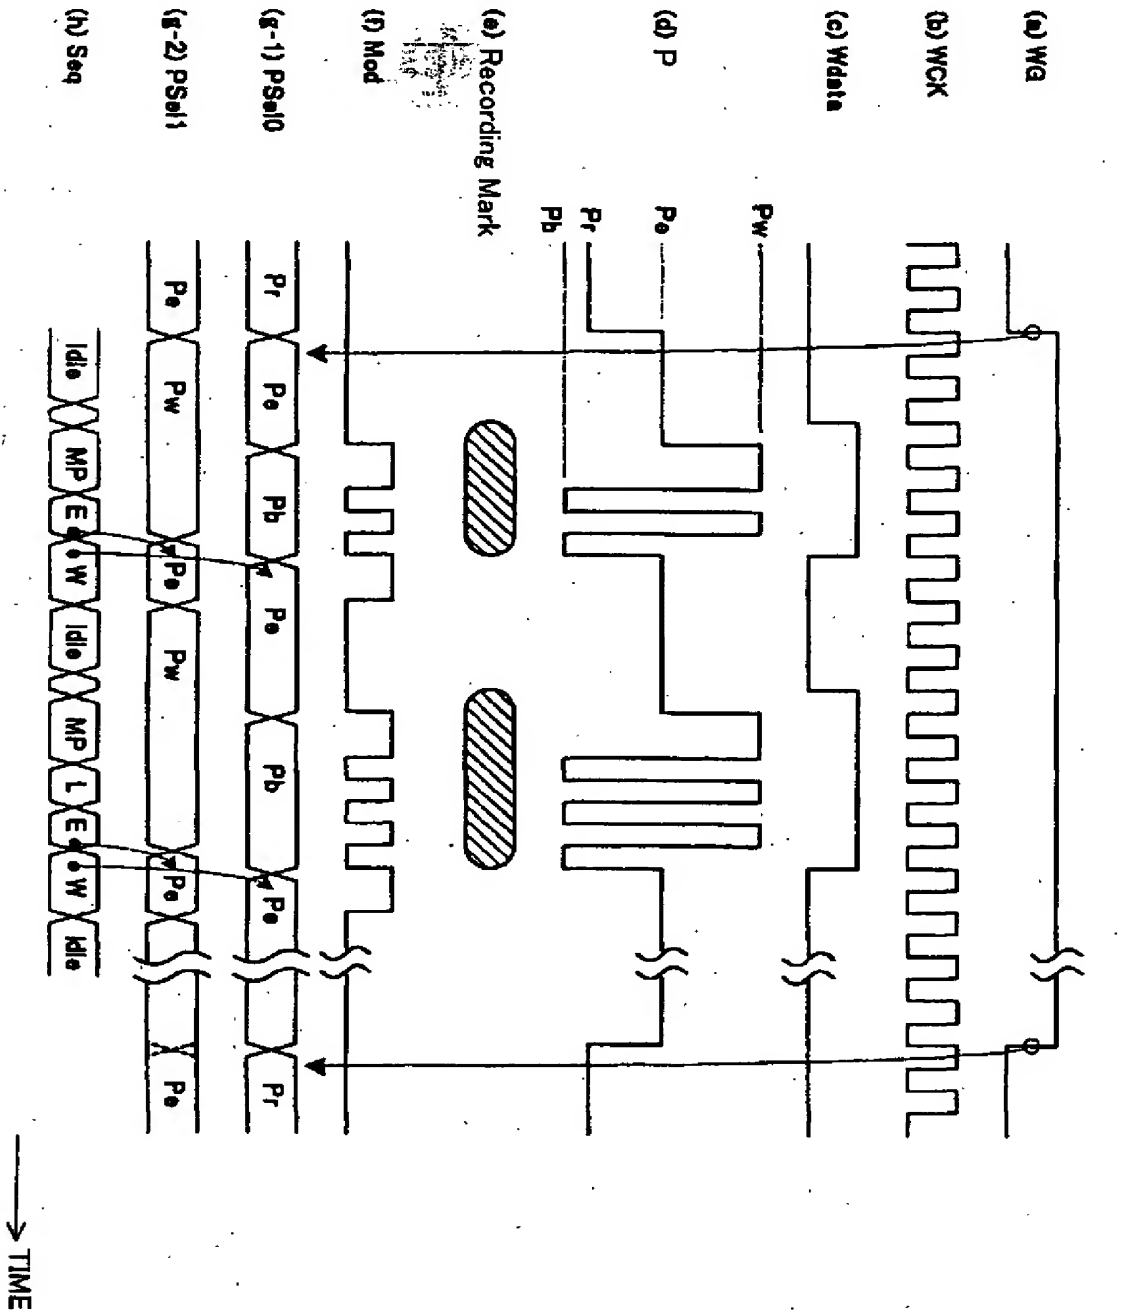 (a) WG
(b) WCK
(c) Wdata
(d) P
Pw
Pe
Pr
Pb
(e) Recording Mark
(f) Mod
(g-1) PSel0
Pr Pe Pb Pe Pb Pe Pr
(g-2) PSel1
Pe Pw Pe Pw Pe Pe
(h) Seq
Idle MP E W Idle MP L E W Idle
TIME